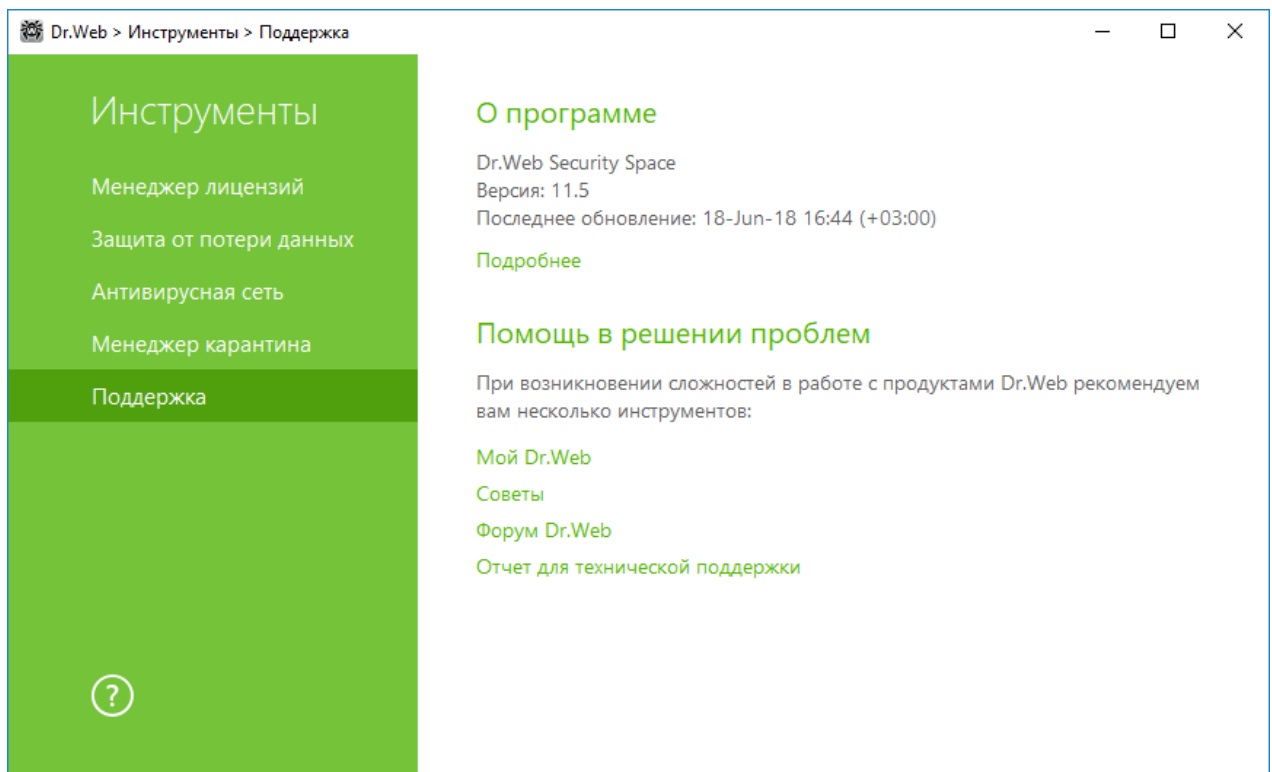 Dr.Web > Инструменты > Поддержка
Инструменты
Менеджер лицензий
Защита от потери данных
Антивирусная сеть
Менеджер карантина
Поддержка
?
О программе
Dr.Web Security Space
Версия: 11.5
Последнее обновление: 18-Jun-18 16:44 (+03:00)
Подробнее
Помощь в решении проблем
При возникновении сложностей в работе с продуктами Dr.Web рекомендуем
вам несколько инструментов:
Мой Dr.Web
Советы
Форум Dr.Web
Отчет для технической поддержки